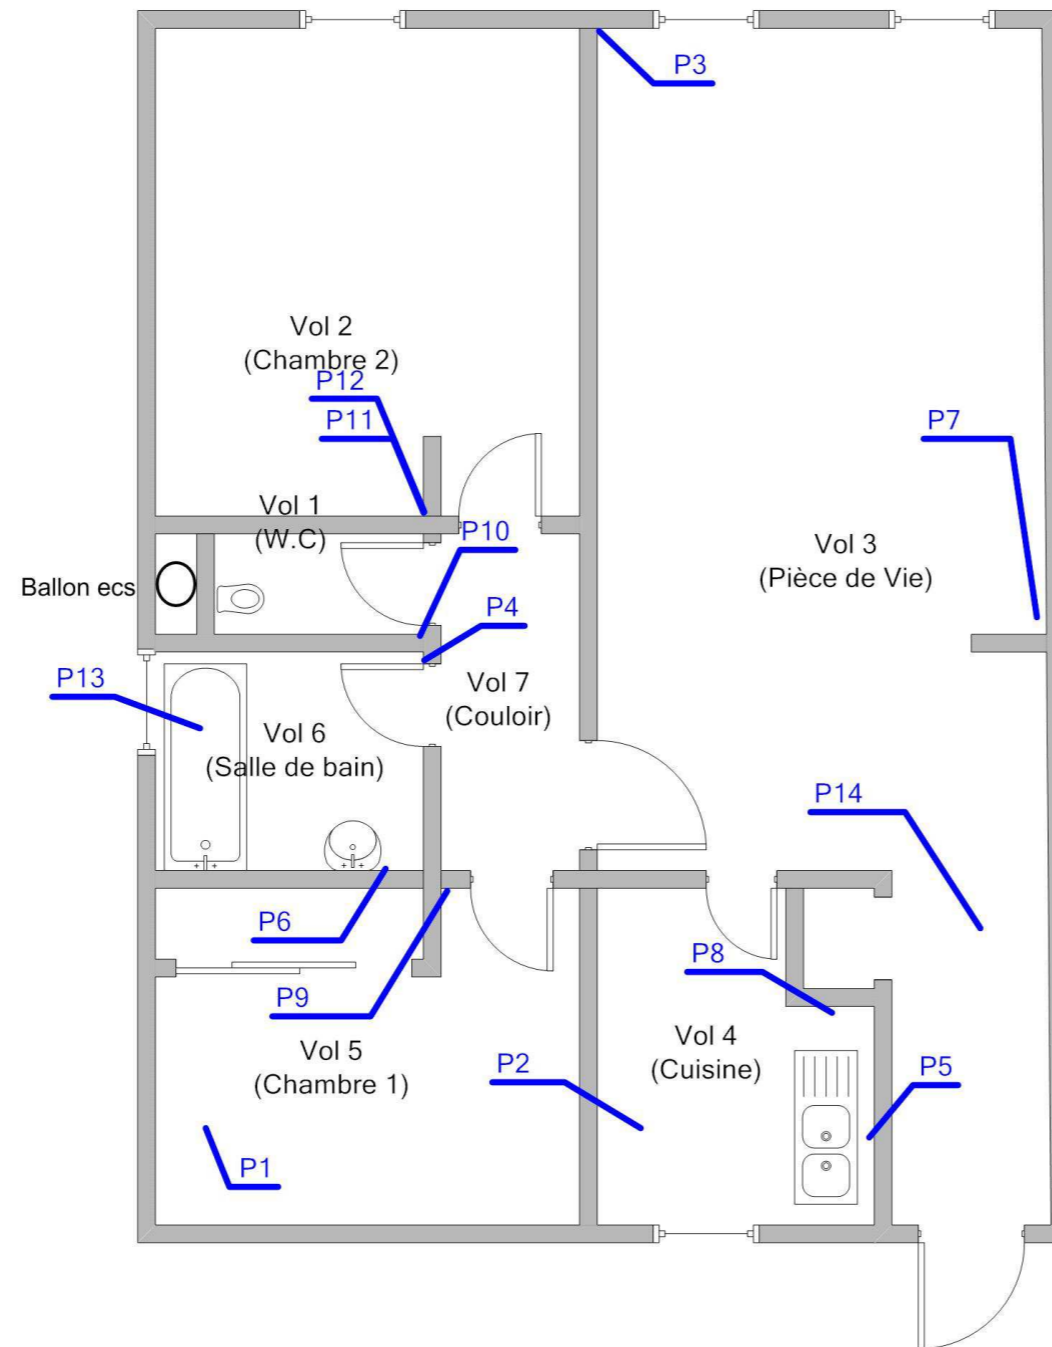 P3
Vol 2
(Chambre 2)
P12
P11
P7
Vol 1
(W.C)
P10
Vol 3
(Pièce de Vie)
Ballon ecs
P4
P13
Vol 7
(Couloir)
Vol 6
(Salle de bain)
P14
P6
P8
P9
Vol 5
(Chambre 1)
Vol 4
(Cuisine)
P2
P5
P1